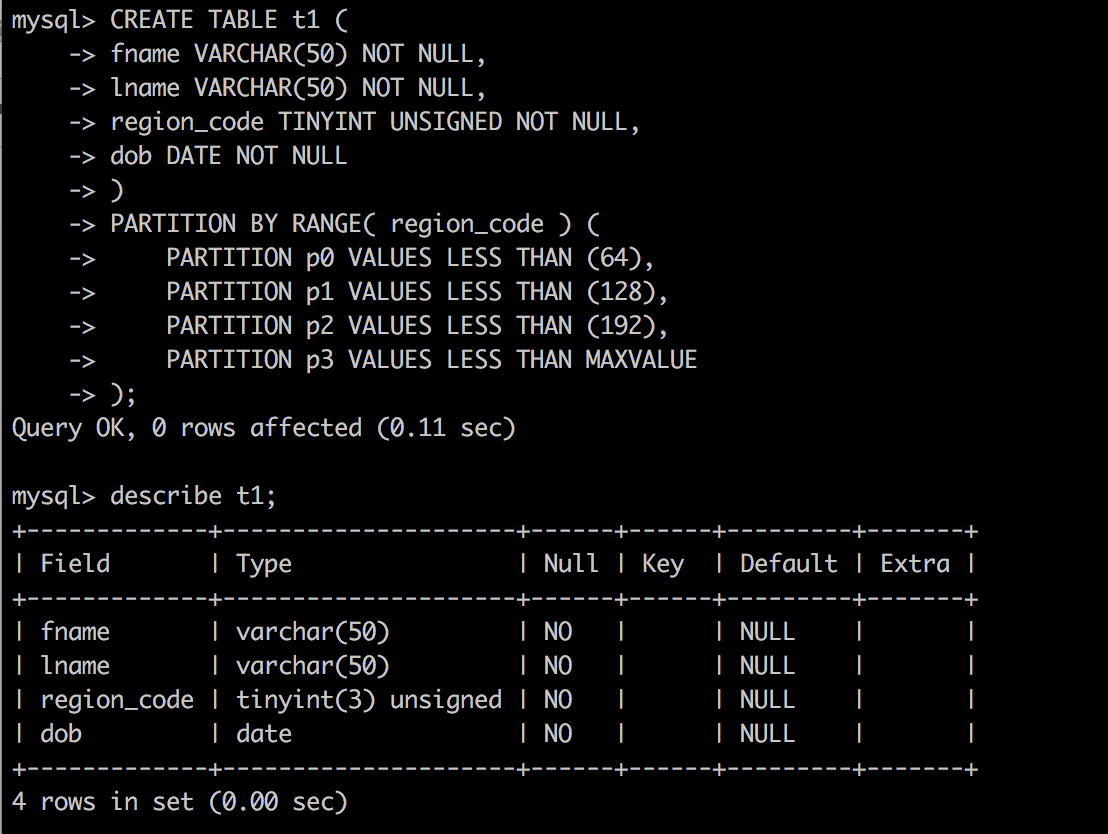 mysql> CREATE TABLE t1 (
    -> fname VARCHAR(50) NOT NULL,
    -> lname VARCHAR(50) NOT NULL,
    -> region_code TINYINT UNSIGNED NOT NULL,
    -> dob DATE NOT NULL
    -> )
    -> PARTITION BY RANGE( region_code ) (
    ->     PARTITION p0 VALUES LESS THAN (64),
    ->     PARTITION p1 VALUES LESS THAN (128),
    ->     PARTITION p2 VALUES LESS THAN (192),
    ->     PARTITION p3 VALUES LESS THAN MAXVALUE
    -> );
Query OK, 0 rows affected (0.11 sec)

mysql> describe t1;
+-------------+---------------------+------+------+---------+-------+
| Field       | Type                | Null | Key  | Default | Extra |
+-------------+---------------------+------+------+---------+-------+
| fname       | varchar(50)         | NO   |      | NULL    |       |
| lname       | varchar(50)         | NO   |      | NULL    |       |
| region_code | tinyint(3) unsigned | NO   |      | NULL    |       |
| dob         | date                | NO   |      | NULL    |       |
+-------------+---------------------+------+------+---------+-------+
4 rows in set (0.00 sec)